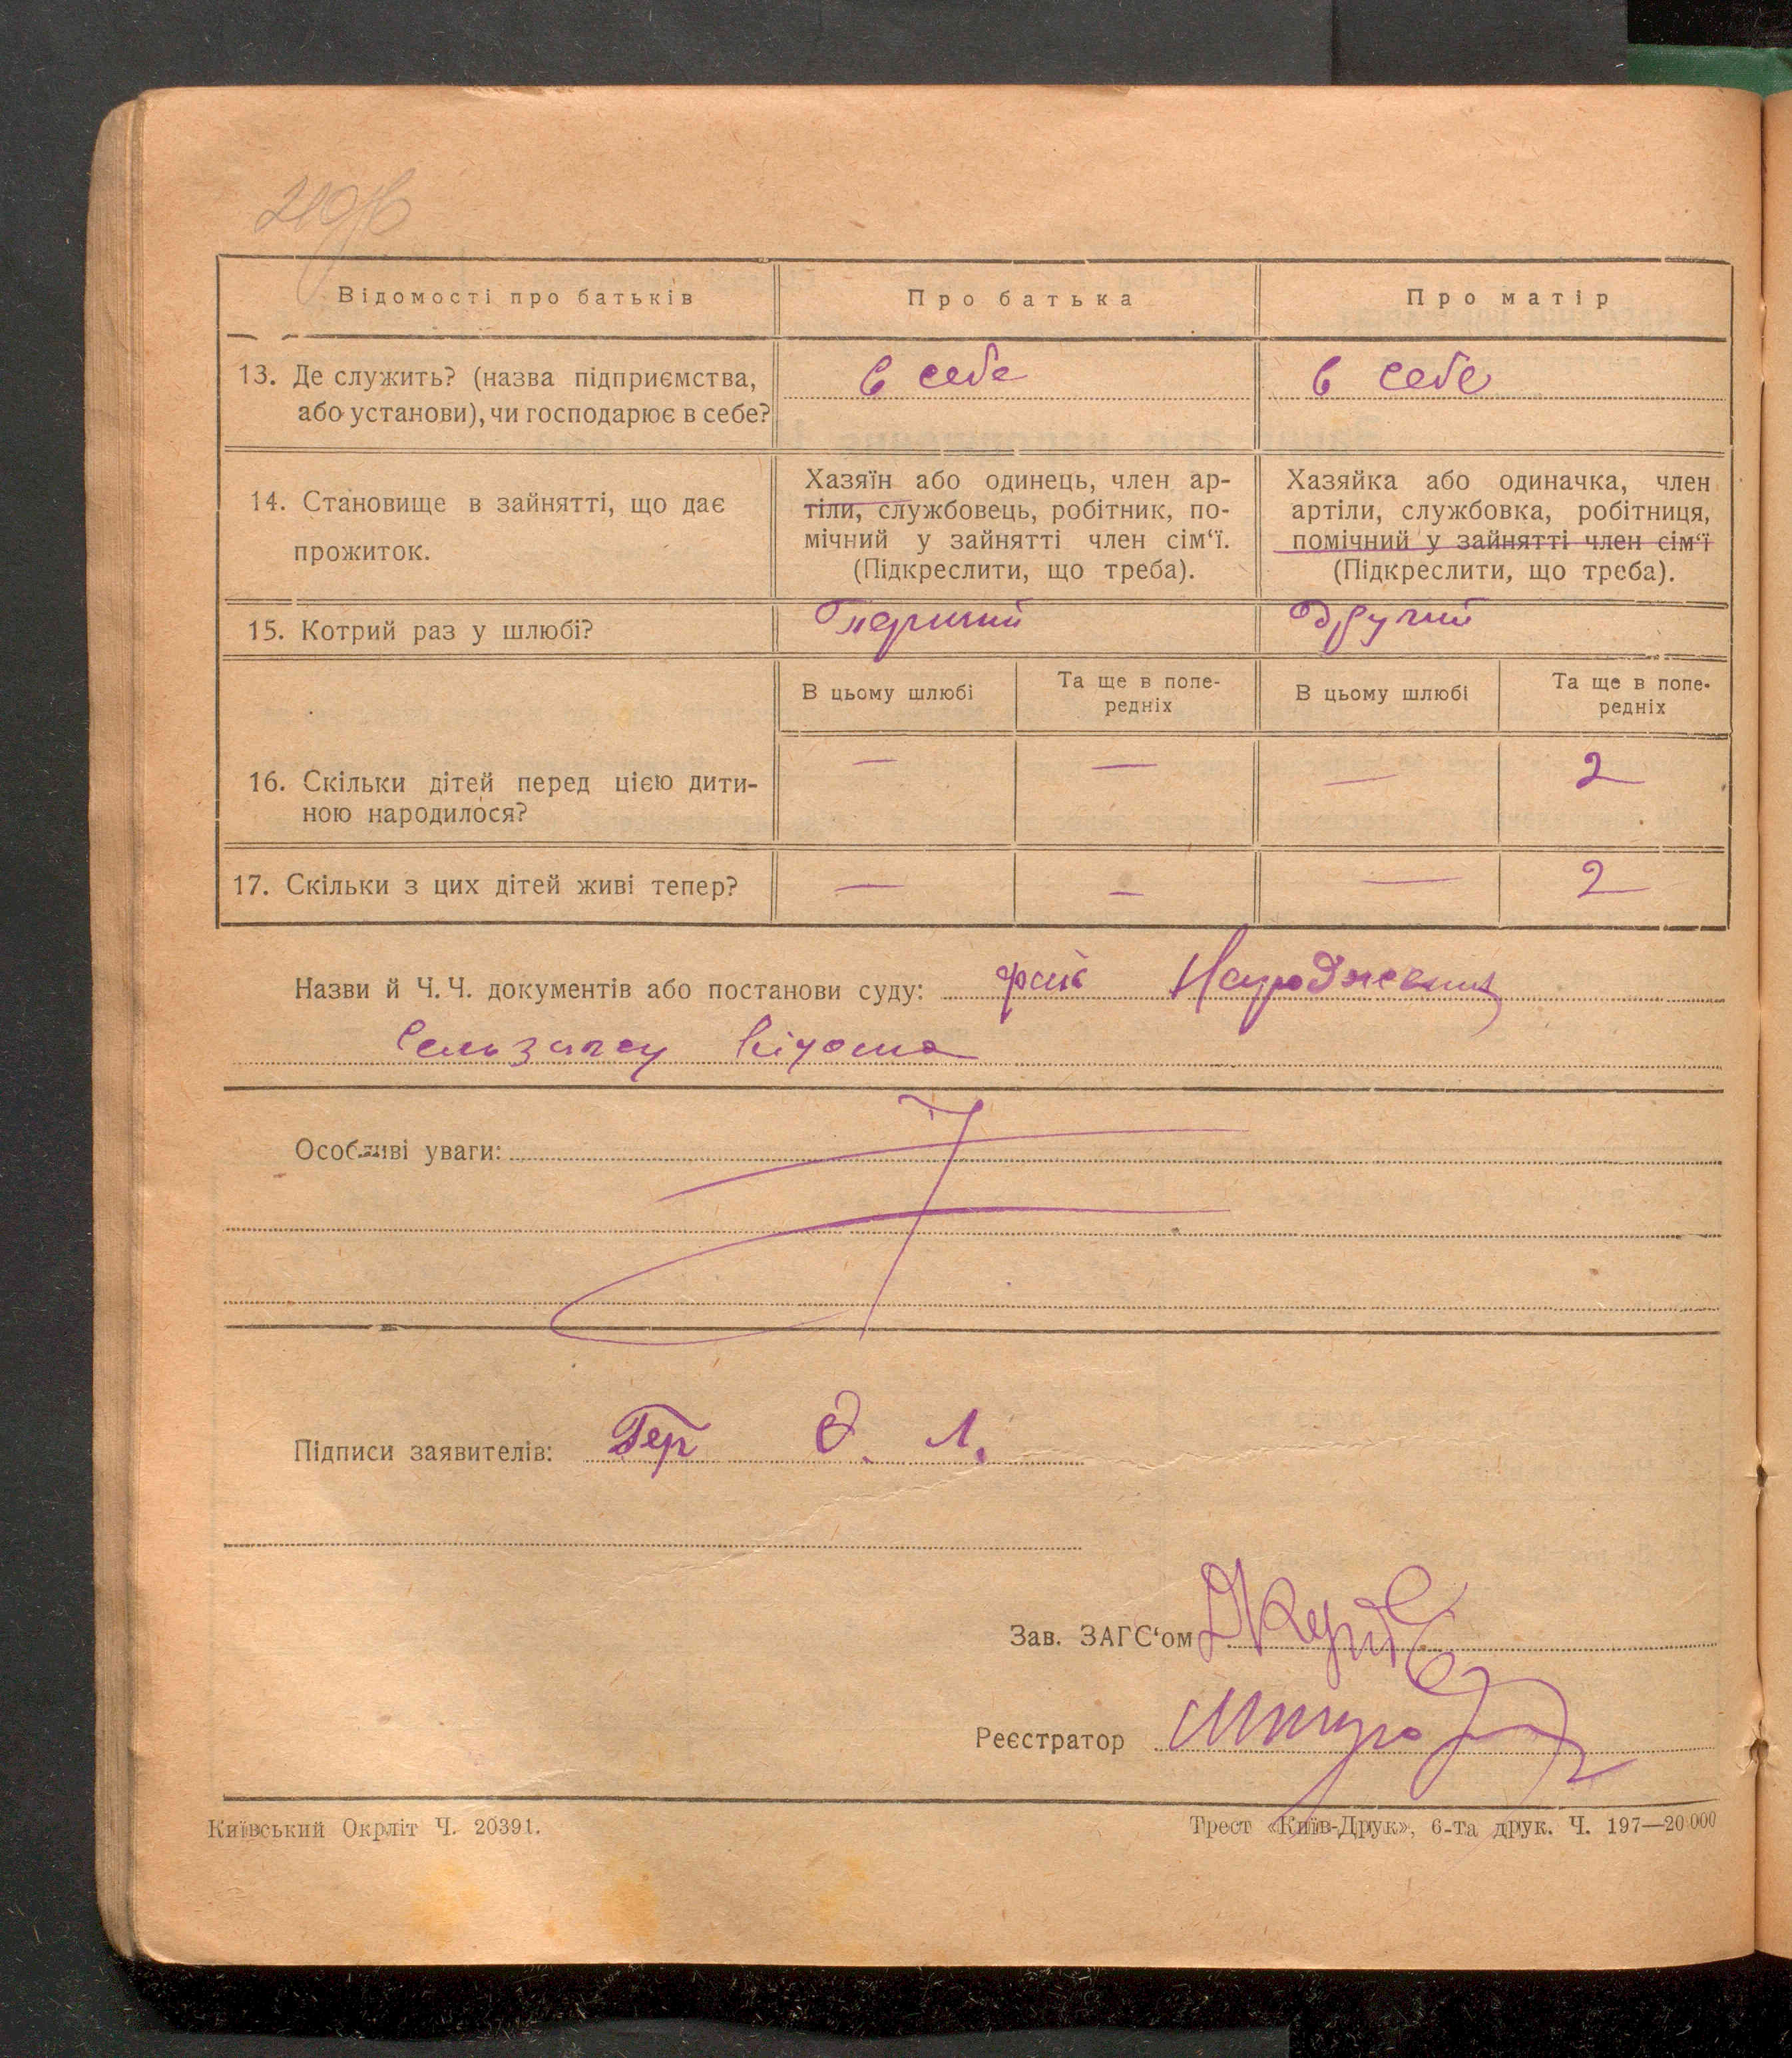 Відомості про батьків
Про батька
Про матір
13. Де служить? (назва підприємства, або установи), чи господарює в себе?
в себе
в себе
14. Становище в зайнятті, що дає прожиток.
Хазяїн або одинець, член ар-
тіли, службовець, робітник, по-
мічний у зайнятті член сім‘ї.
(Підкреслити, що треба).
Хазяйка або одиначка, член
артіли, службовка, робітниця,
помічний у зайнятті член сім‘ї
(Підкреслити, що треба).
15. Котрий раз у шлюбі?
Перший
Другий
В цьому шлюбі
Та ще в попе-
редніх
В цьому шлюбі
Та ще в попе-
редніх
16. Скільки дітей перед цією дити-
ною народилося?
— — — 2
17. Скільки з цих дітей живі тепер?
— — — 2
Назви й Ч. Ч. документів або постанови суду: факт Народження
відома
Особливі уваги:
Підписи заявителів: Гер О. Л.
Зав. ЗАГС‘ом
Реєстратор
Київський Окрліт Ч. 20391.
Трест «Київ-Друк», 6-та друк. Ч. 197—20.000